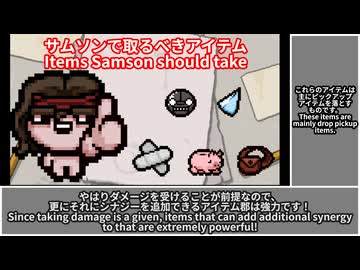 サムソンで取るべきアイテム
Items Samson should take
これらのアイテムは
主にピックアップ
アイテムを落とす
ものです。
These items are
mainly drop pickup
items.
やはりダメージを受けることが前提なので、
更にそれにシナジーを追加できるアイテム郡は強力です！
Since taking damage is a given, items that can add additional synergy
to that are extremely powerful!